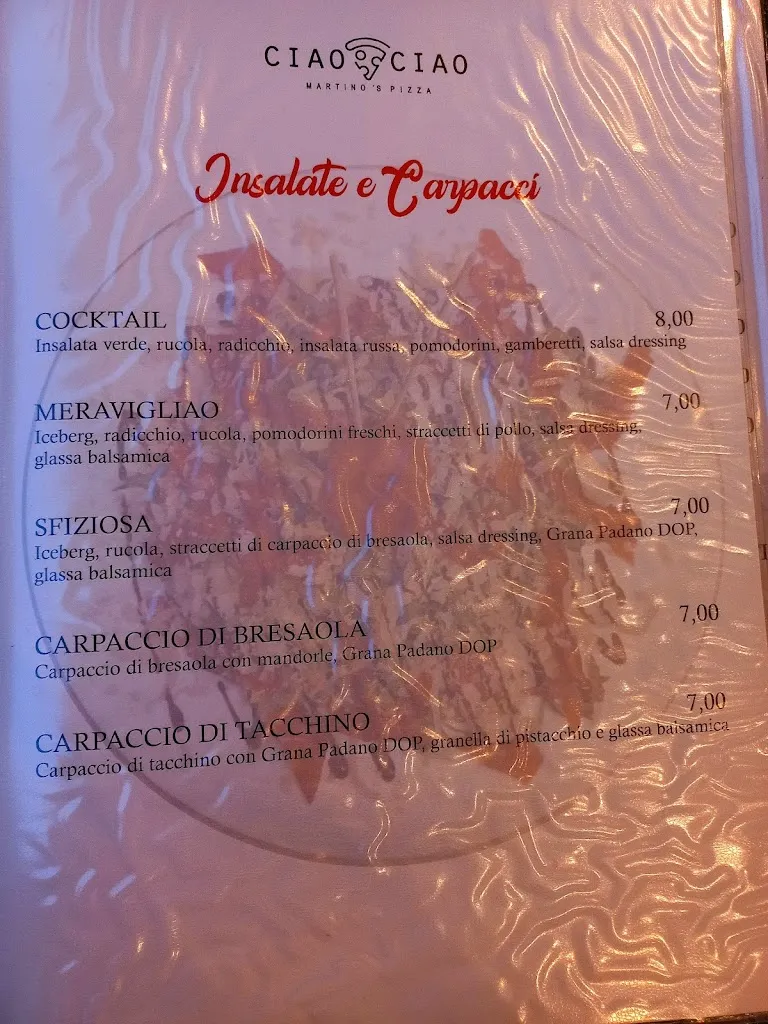 CIAO CIAO
MARTINO'S PIZZA
Insalate e Carpacci
COCKTAIL 8,00
Insalata verde, rucola, radicchio, insalata russa, pomodorini, gamberetti, salsa dressing
MERAVIGLIAO 7,00
Iceberg, radicchio, rucola, pomodorini freschi, straccetti di pollo, salsa dressing,
glassa balsamica
SFIZIOSA 7,00
Iceberg, rucola, straccetti di carpaccio di bresaola, salsa dressing, Grana Padano DOP,
glassa balsamica
CARPACCIO DI BRESAOLA 7,00
Carpaccio di bresaola con mandorle, Grana Padano DOP
CARPACCIO DI TACCHINO 7,00
Carpaccio di tacchino con Grana Padano DOP, granella di pistacchio e glassa balsamica